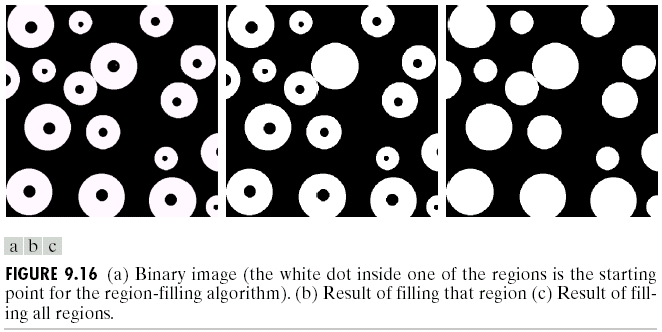 a b c
FIGURE 9.16 (a) Binary image (the white dot inside one of the regions is the starting
point for the region-filling algorithm). (b) Result of filling that region (c) Result of fill-
ing all regions.